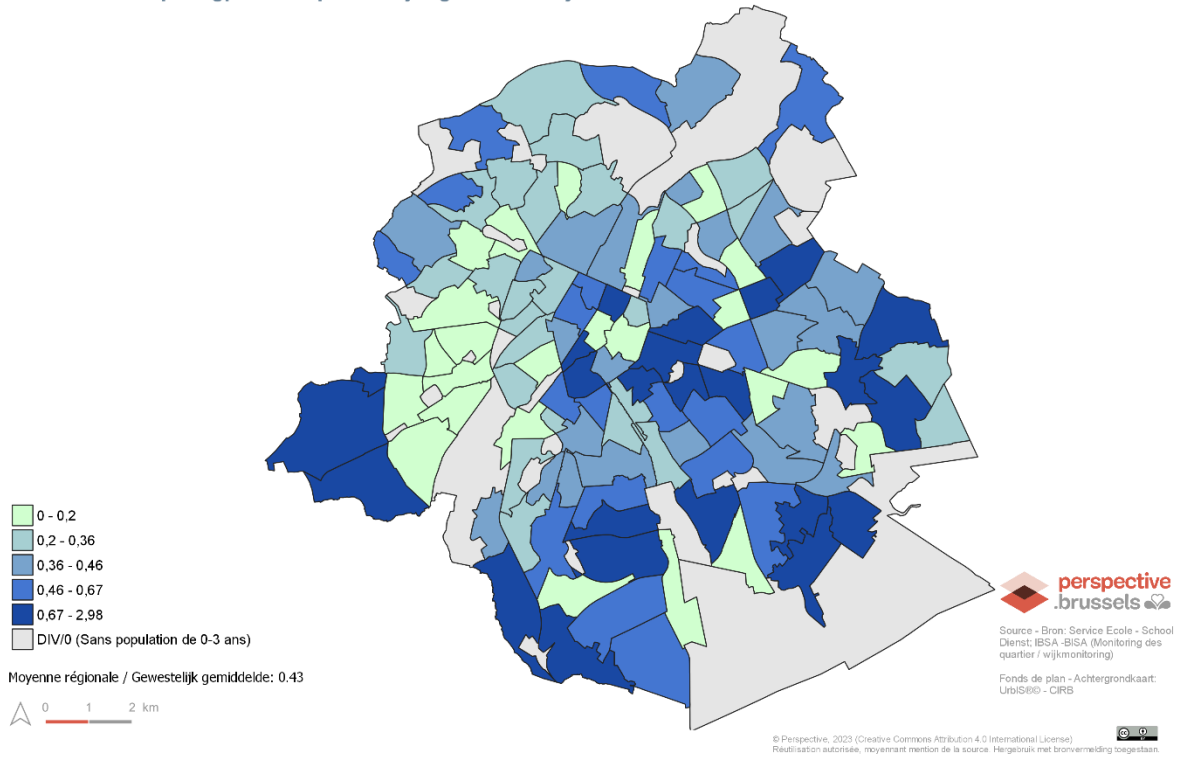 0 - 0,2
0,2 - 0,36
0,36 - 0,46
0,46 - 0,67
0,67 - 2,98
DIV/0 (Sans population de 0-3 ans)
Moyenne régionale / Gewestelijk gemiddelde: 0.43
0 1 2 km
perspective
.brussels
Source - Bron: Service Ecole - School
Dienst; IBSA -BISA (Monitoring des
quartier / wijkmonitoring)
Fonds de plan - Achtergrondkaart:
UrbIS®© - CIRB
© Perspective, 2023 (Creative Commons Attribution 4.0 International License)
Réutilisation autorisée, moyennant mention de la source. Hergebruik met bronvermelding toegestaan.